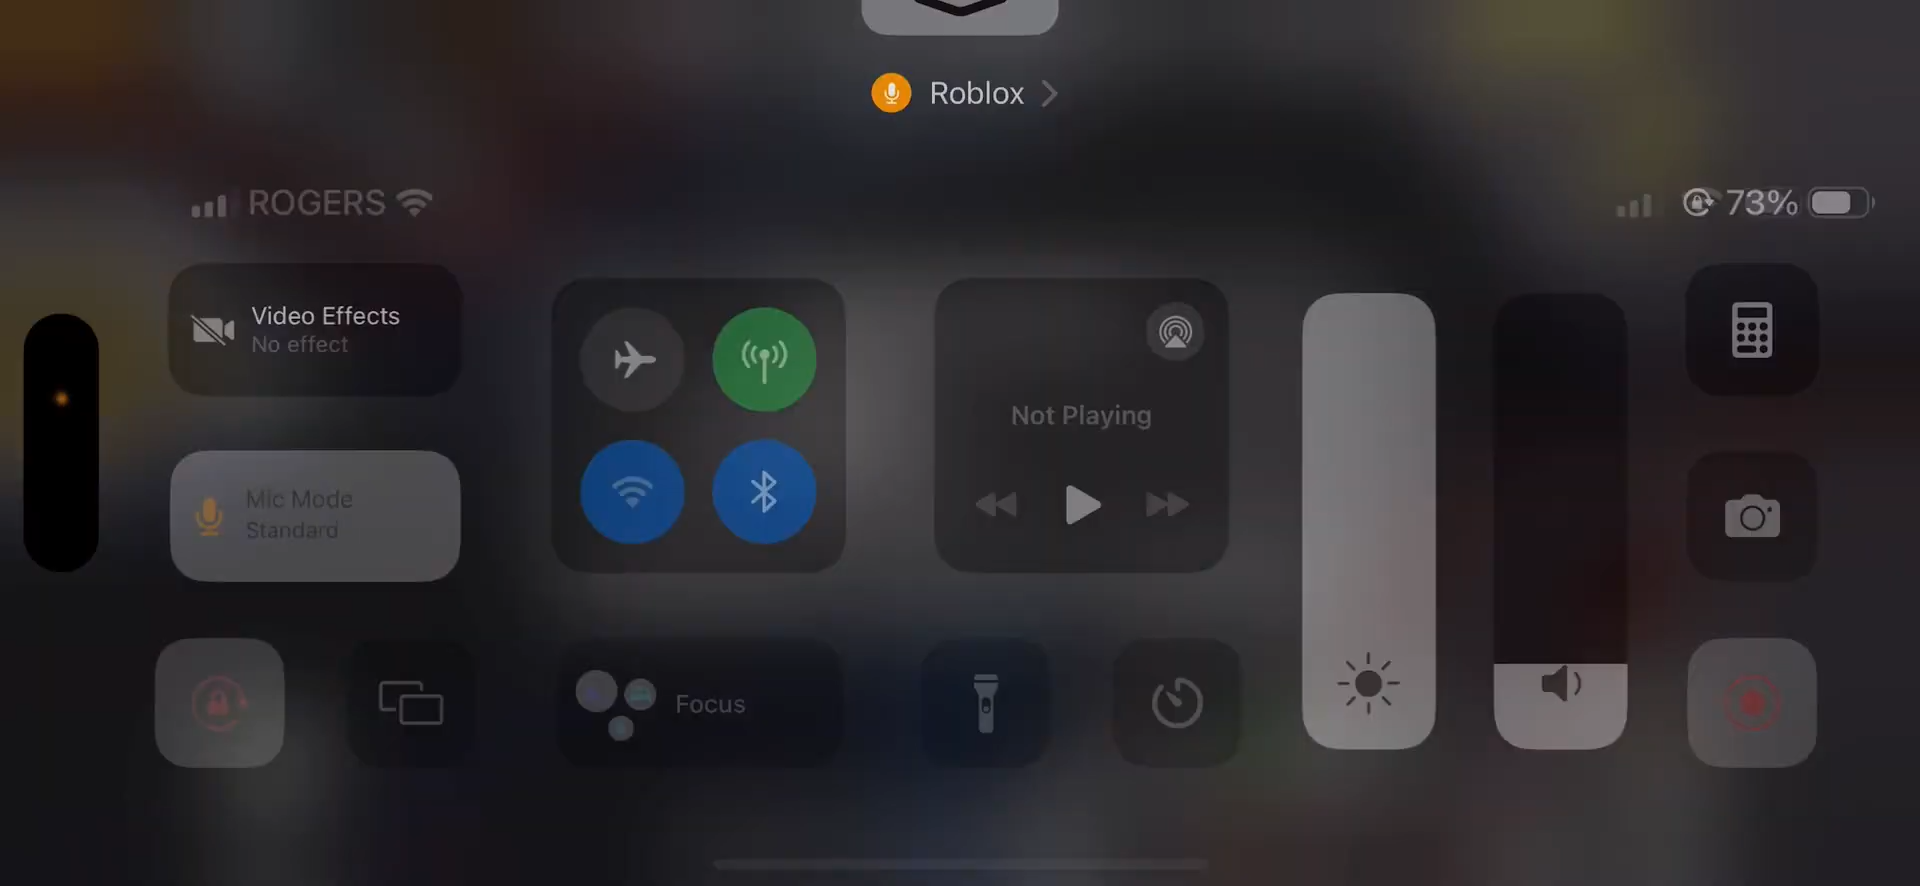 Roblox
ROGERS
73%
Video Effects
No effect
Not Playing
Mic Mode
Standard
Focus